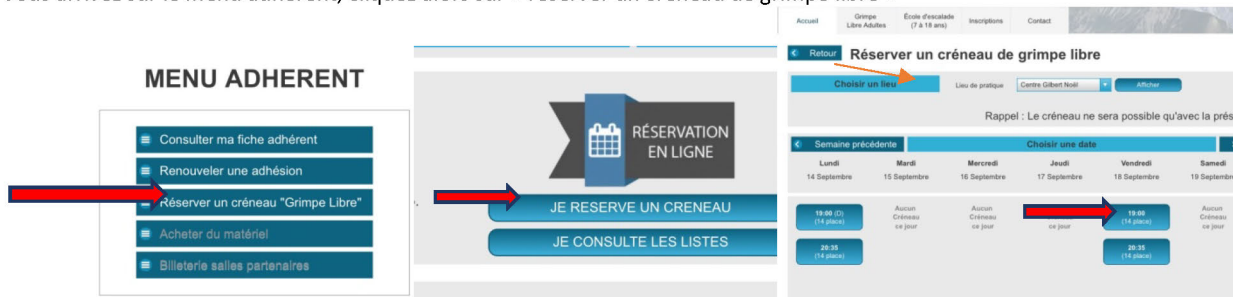 MENU ADHERENT
Consulter ma fiche adhérent
Renouveler une adhésion
Réserver un créneau "Grimpe Libre"
Acheter du matériel
Billeterie salles partenaires
RÉSERVATION
EN LIGNE
JE RESERVE UN CRENEAU
JE CONSULTE LES LISTES
Accueil
Grimpe
Libre Adultes
École d'escalade
(7 à 18 ans)
Inscriptions
Contact
Retour
Réserver un créneau de grimpe libre
Choisir un lieu
Lieu de pratique
Centre Gilbert Noël
Afficher
Rappel : Le créneau ne sera possible qu'avec la prés
Semaine précédente
Choisir une date
Lundi Mardi Mercredi Jeudi Vendredi Samedi
14 Septembre 15 Septembre 16 Septembre 17 Septembre 18 Septembre 19 Septembre
19:00 (D)
(14 place)
20:35
(14 place)
Aucun
Créneau
ce jour
Aucun
Créneau
ce jour
ce jour
19:00
(14 place)
20:35
(14 place)
Aucun
Créneau
ce jour